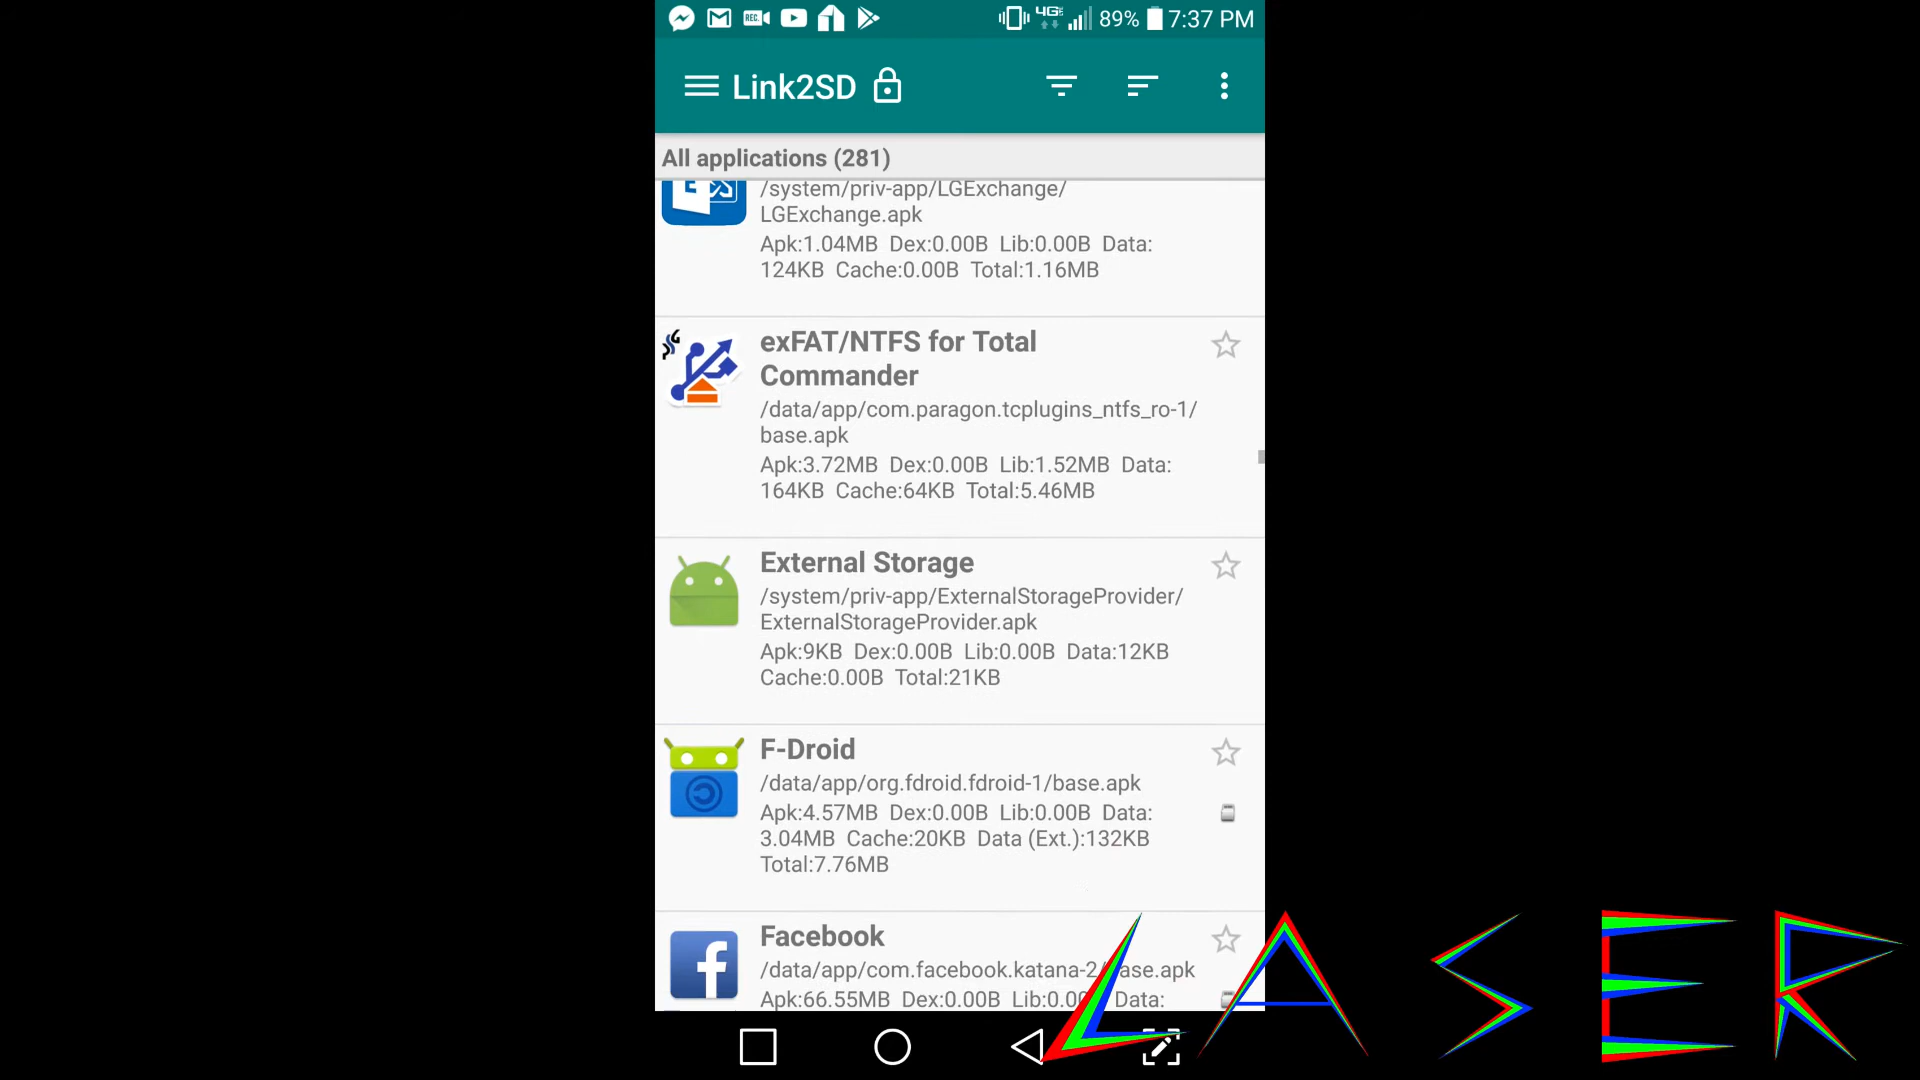 REC.
4G
89%
7:37 PM
Link2SD
All applications (281)
/system/priv-app/LGExchange/
LGExchange.apk
Apk:1.04MB Dex:0.00B Lib:0.00B Data:
124KB Cache:0.00B Total:1.16MB
exFAT/NTFS for Total
Commander
/data/app/com.paragon.tcplugins_ntfs_ro-1/
base.apk
Apk:3.72MB Dex:0.00B Lib:1.52MB Data:
164KB Cache:64KB Total:5.46MB
External Storage
/system/priv-app/ExternalStorageProvider/
ExternalStorageProvider.apk
Apk:9KB Dex:0.00B Lib:0.00B Data:12KB
Cache:0.00B Total:21KB
F-Droid
/data/app/org.fdroid.fdroid-1/base.apk
Apk:4.57MB Dex:0.00B Lib:0.00B Data:
3.04MB Cache:20KB Data (Ext.):132KB
Total:7.76MB
Facebook
/data/app/com.facebook.katana-2/base.apk
Apk:66.55MB Dex:0.00B Data:
LASER